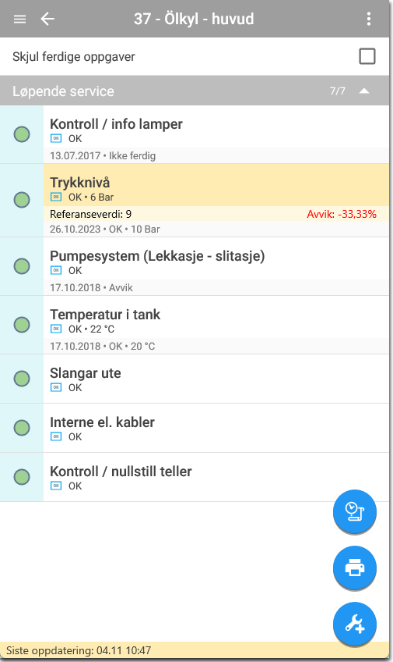 37 - Ölkyl - huvud
Skjul ferdige oppgaver
Løpende service 7/7
Kontroll / info lamper
OK
13.07.2017 • Ikke ferdig
Trykknivå
OK • 6 Bar
Referanseverdi: 9 Avvik: -33,33%
26.10.2023 • OK • 10 Bar
Pumpesystem (Lekkasje - slitasje)
OK
17.10.2018 • Avvik
Temperatur i tank
OK • 22 °C
17.10.2018 • OK • 20 °C
Slangar ute
OK
Interne el. kabler
OK
Kontroll / nullstill teller
OK
Siste oppdatering: 04.11 10:47